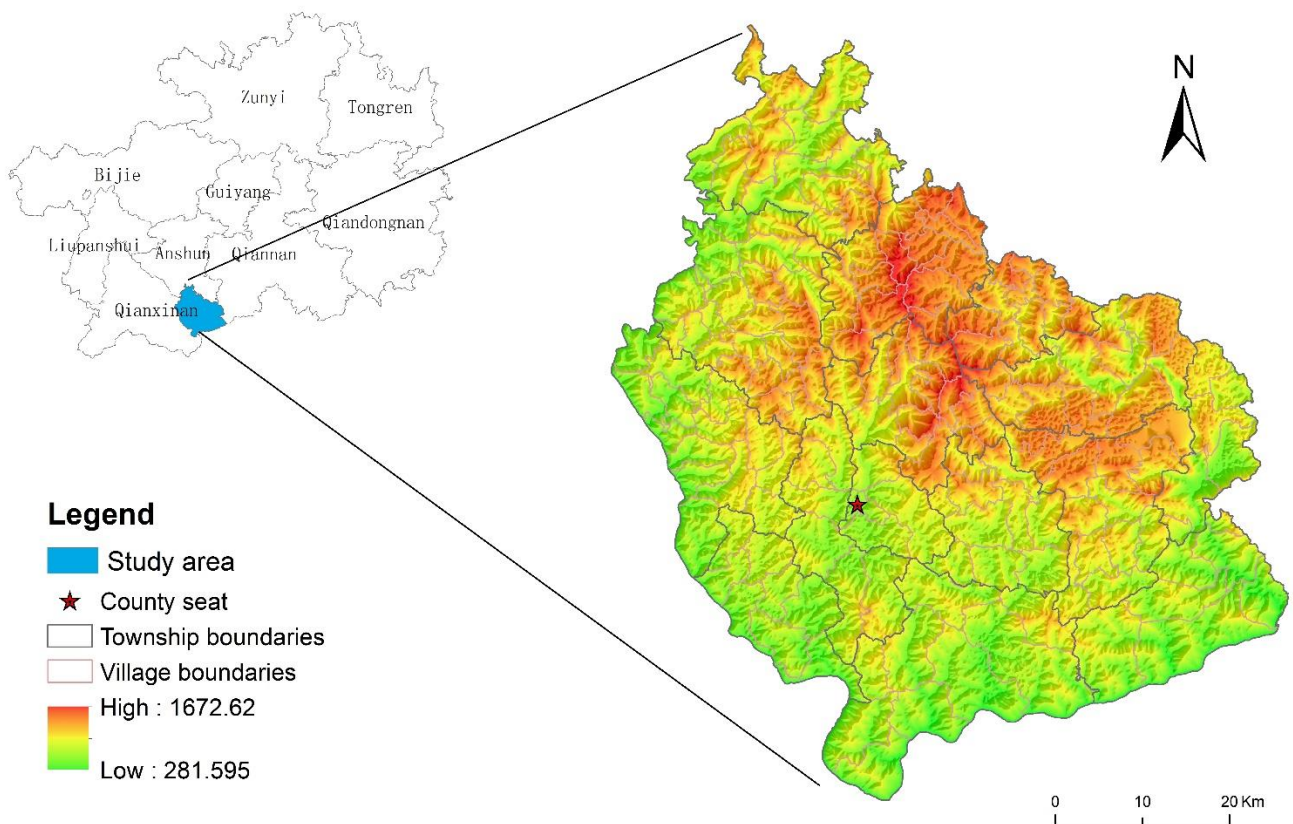 Zunyi
Tongren
Bijie
Guiyang
Qiandongnan
Liupanshui
Anshun
Qiannan
Qianxinan
N
Legend
Study area
County seat
Township boundaries
Village boundaries
High : 1672.62
Low : 281.595
0 10 20 Km